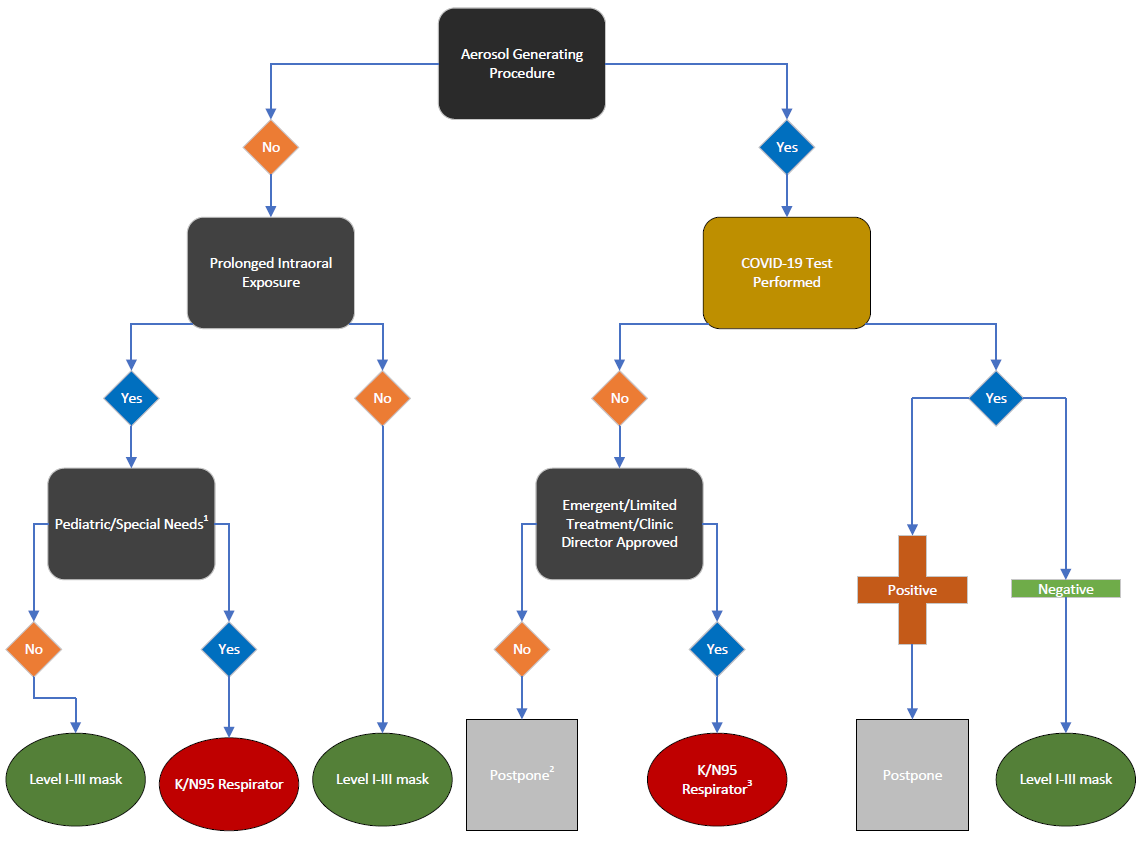 Aerosol Generating
Procedure
No
Yes
Prolonged Intraoral
Exposure
COVID-19 Test
Performed
Yes
No
No
Yes
Pediatric/Special Needs1
Emergent/Limited
Treatment/Clinic
Director Approved
Positive
Negative
No
Yes
No
Yes
Level I-III mask
K/N95 Respirator
Level I-III mask
Postpone2
K/N95
Respirator3
Postpone
Level I-III mask